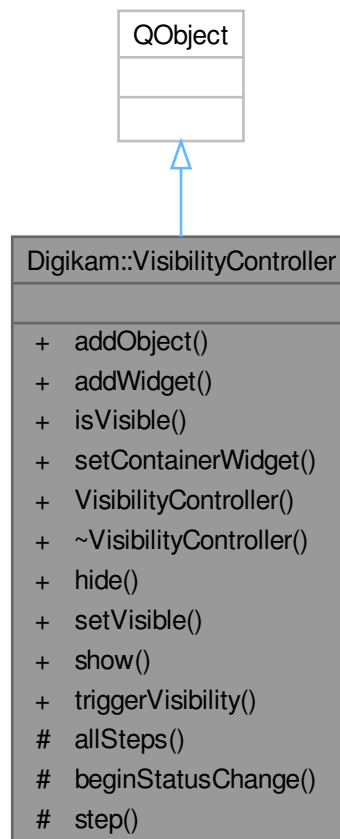 QObject
Digikam::VisibilityController
+ addObject()
+ addWidget()
+ isVisible()
+ setContainerWidget()
+ VisibilityController()
+ ~VisibilityController()
+ hide()
+ setVisible()
+ show()
+ triggerVisibility()
# allSteps()
# beginStatusChange()
# step()